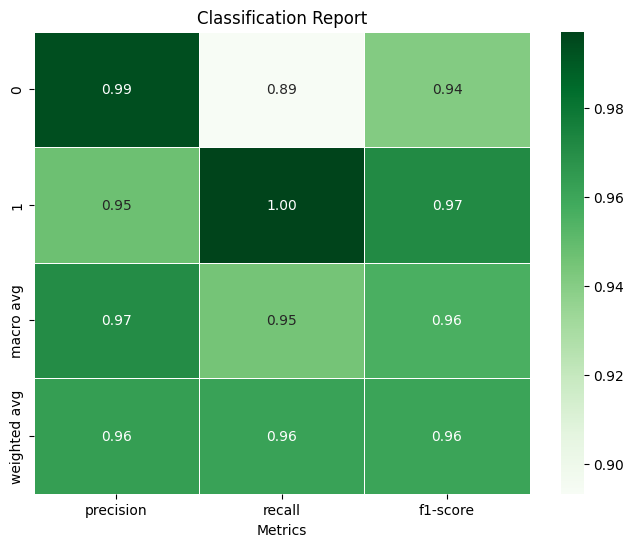 Classification Report
0 0.99 0.89 0.94
1 0.95 1.00 0.97
macro avg 0.97 0.95 0.96
weighted avg 0.96 0.96 0.96
precision recall f1-score
Metrics
0.98
0.96
0.94
0.92
0.90